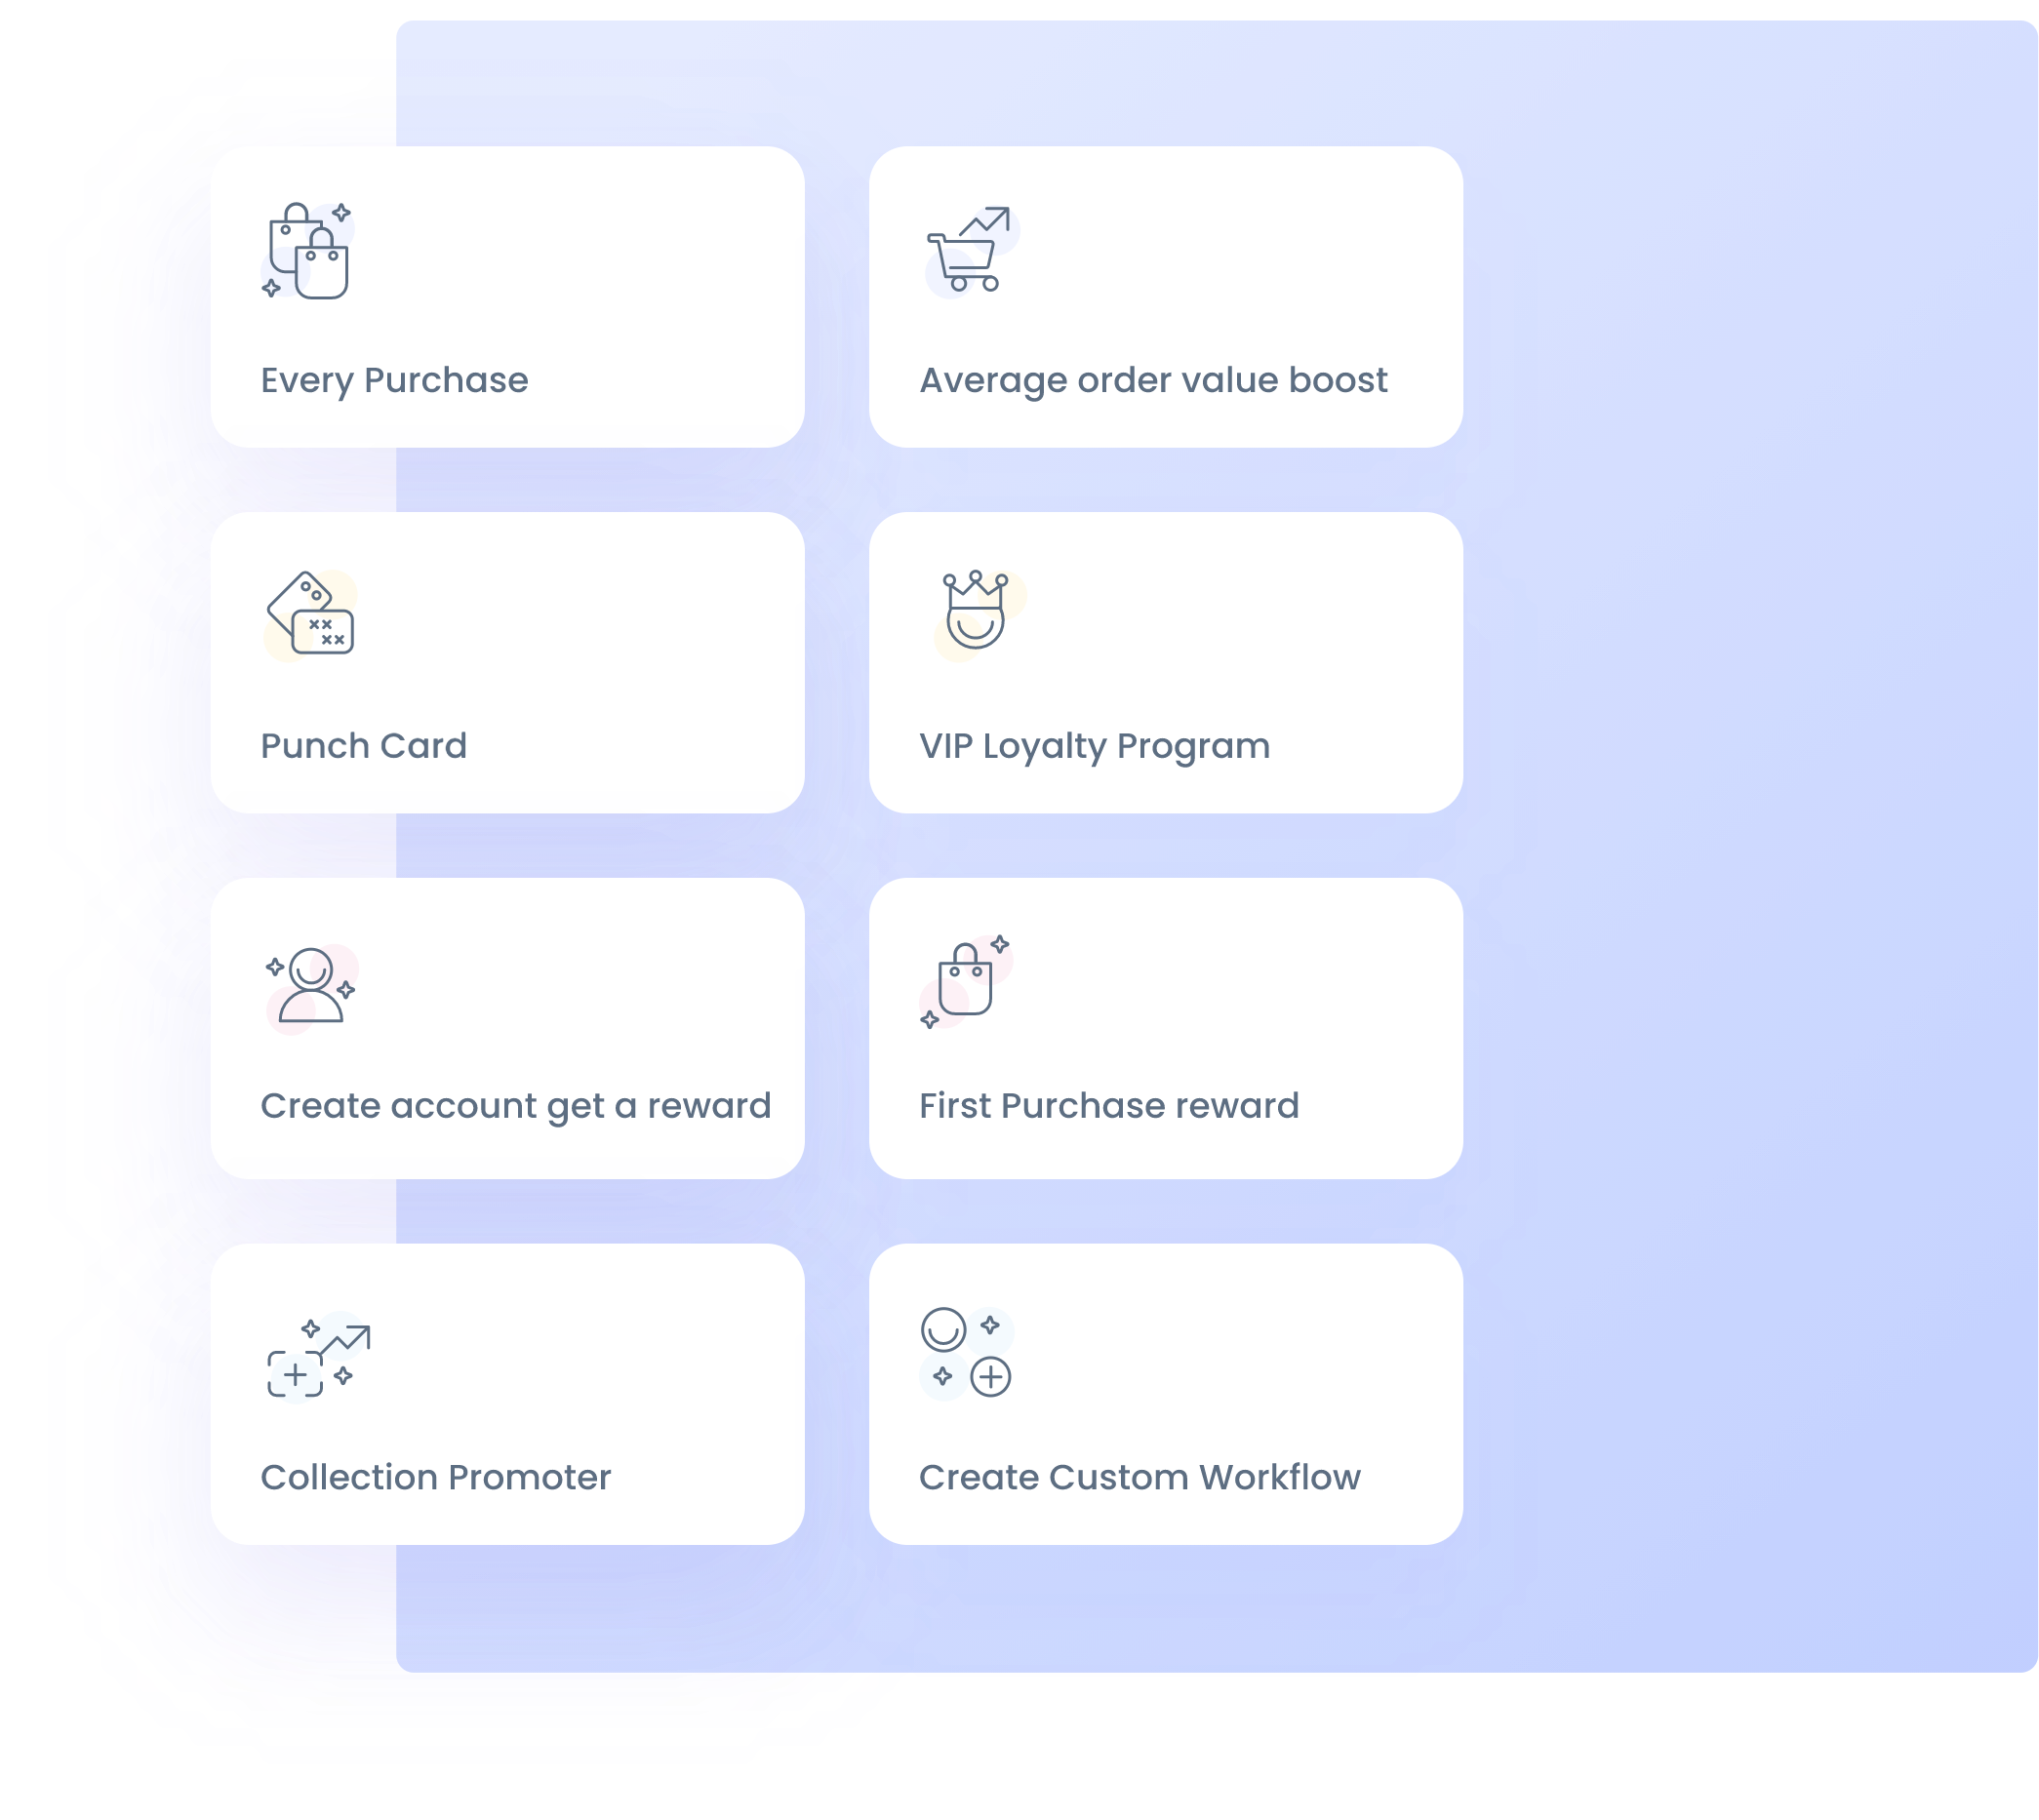 Every Purchase
Average order value boost
Punch Card
VIP Loyalty Program
Create account get a reward
First Purchase reward
Collection Promoter
Create Custom Workflow